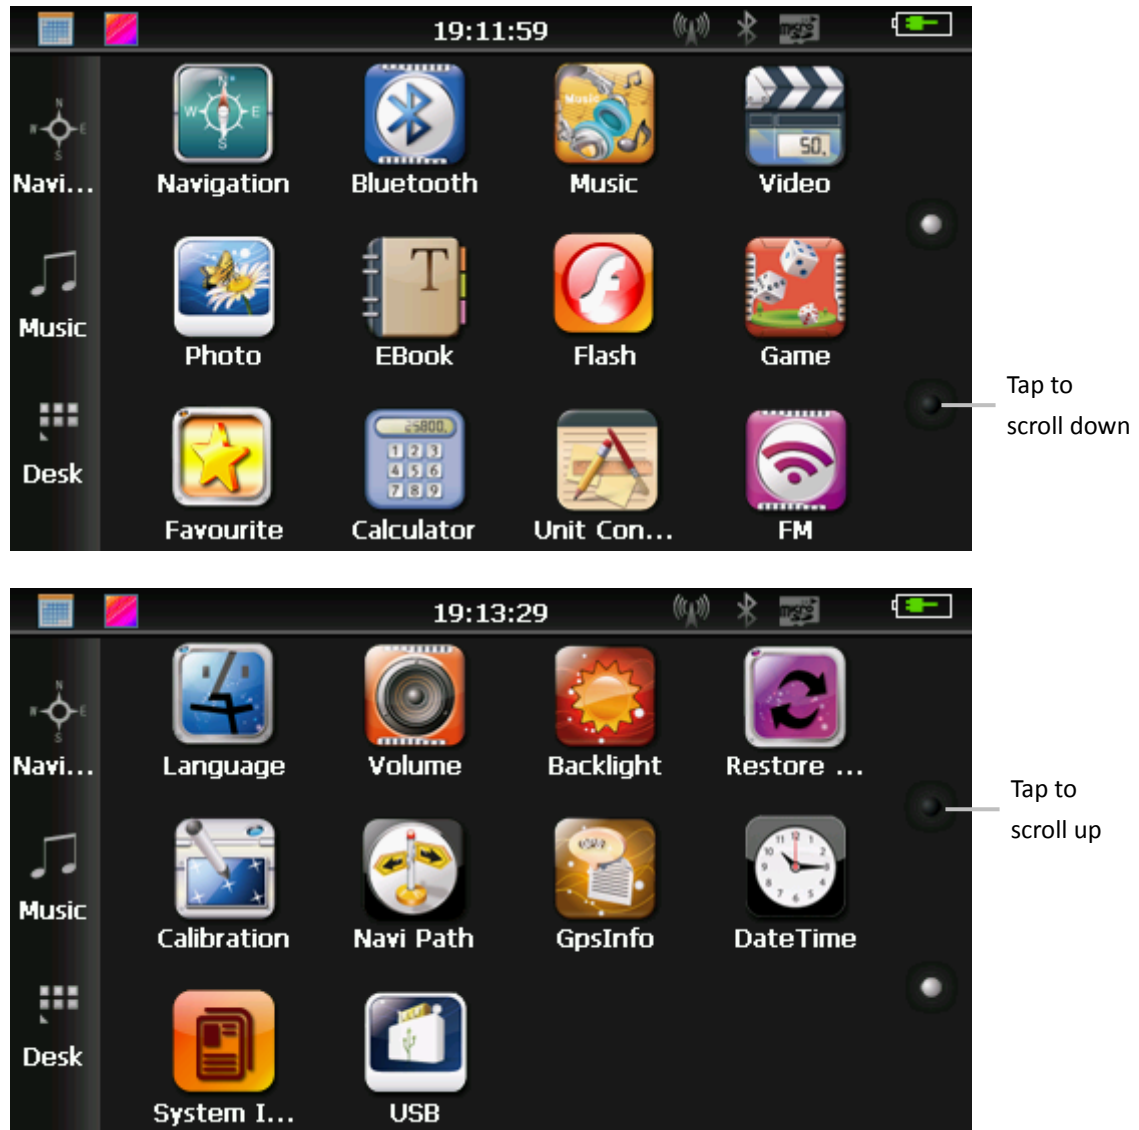 19:11:59
Navi...
Navigation
Bluetooth
Music
Video
Music
Photo
EBook
Flash
Game
Tap to
scroll down
Desk
Favourite
Calculator
Unit Con...
FM
19:13:29
Navi...
Language
Volume
Backlight
Restore ...
Tap to
scroll up
Music
Calibration
Navi Path
GpsInfo
DateTime
Desk
System I...
USB